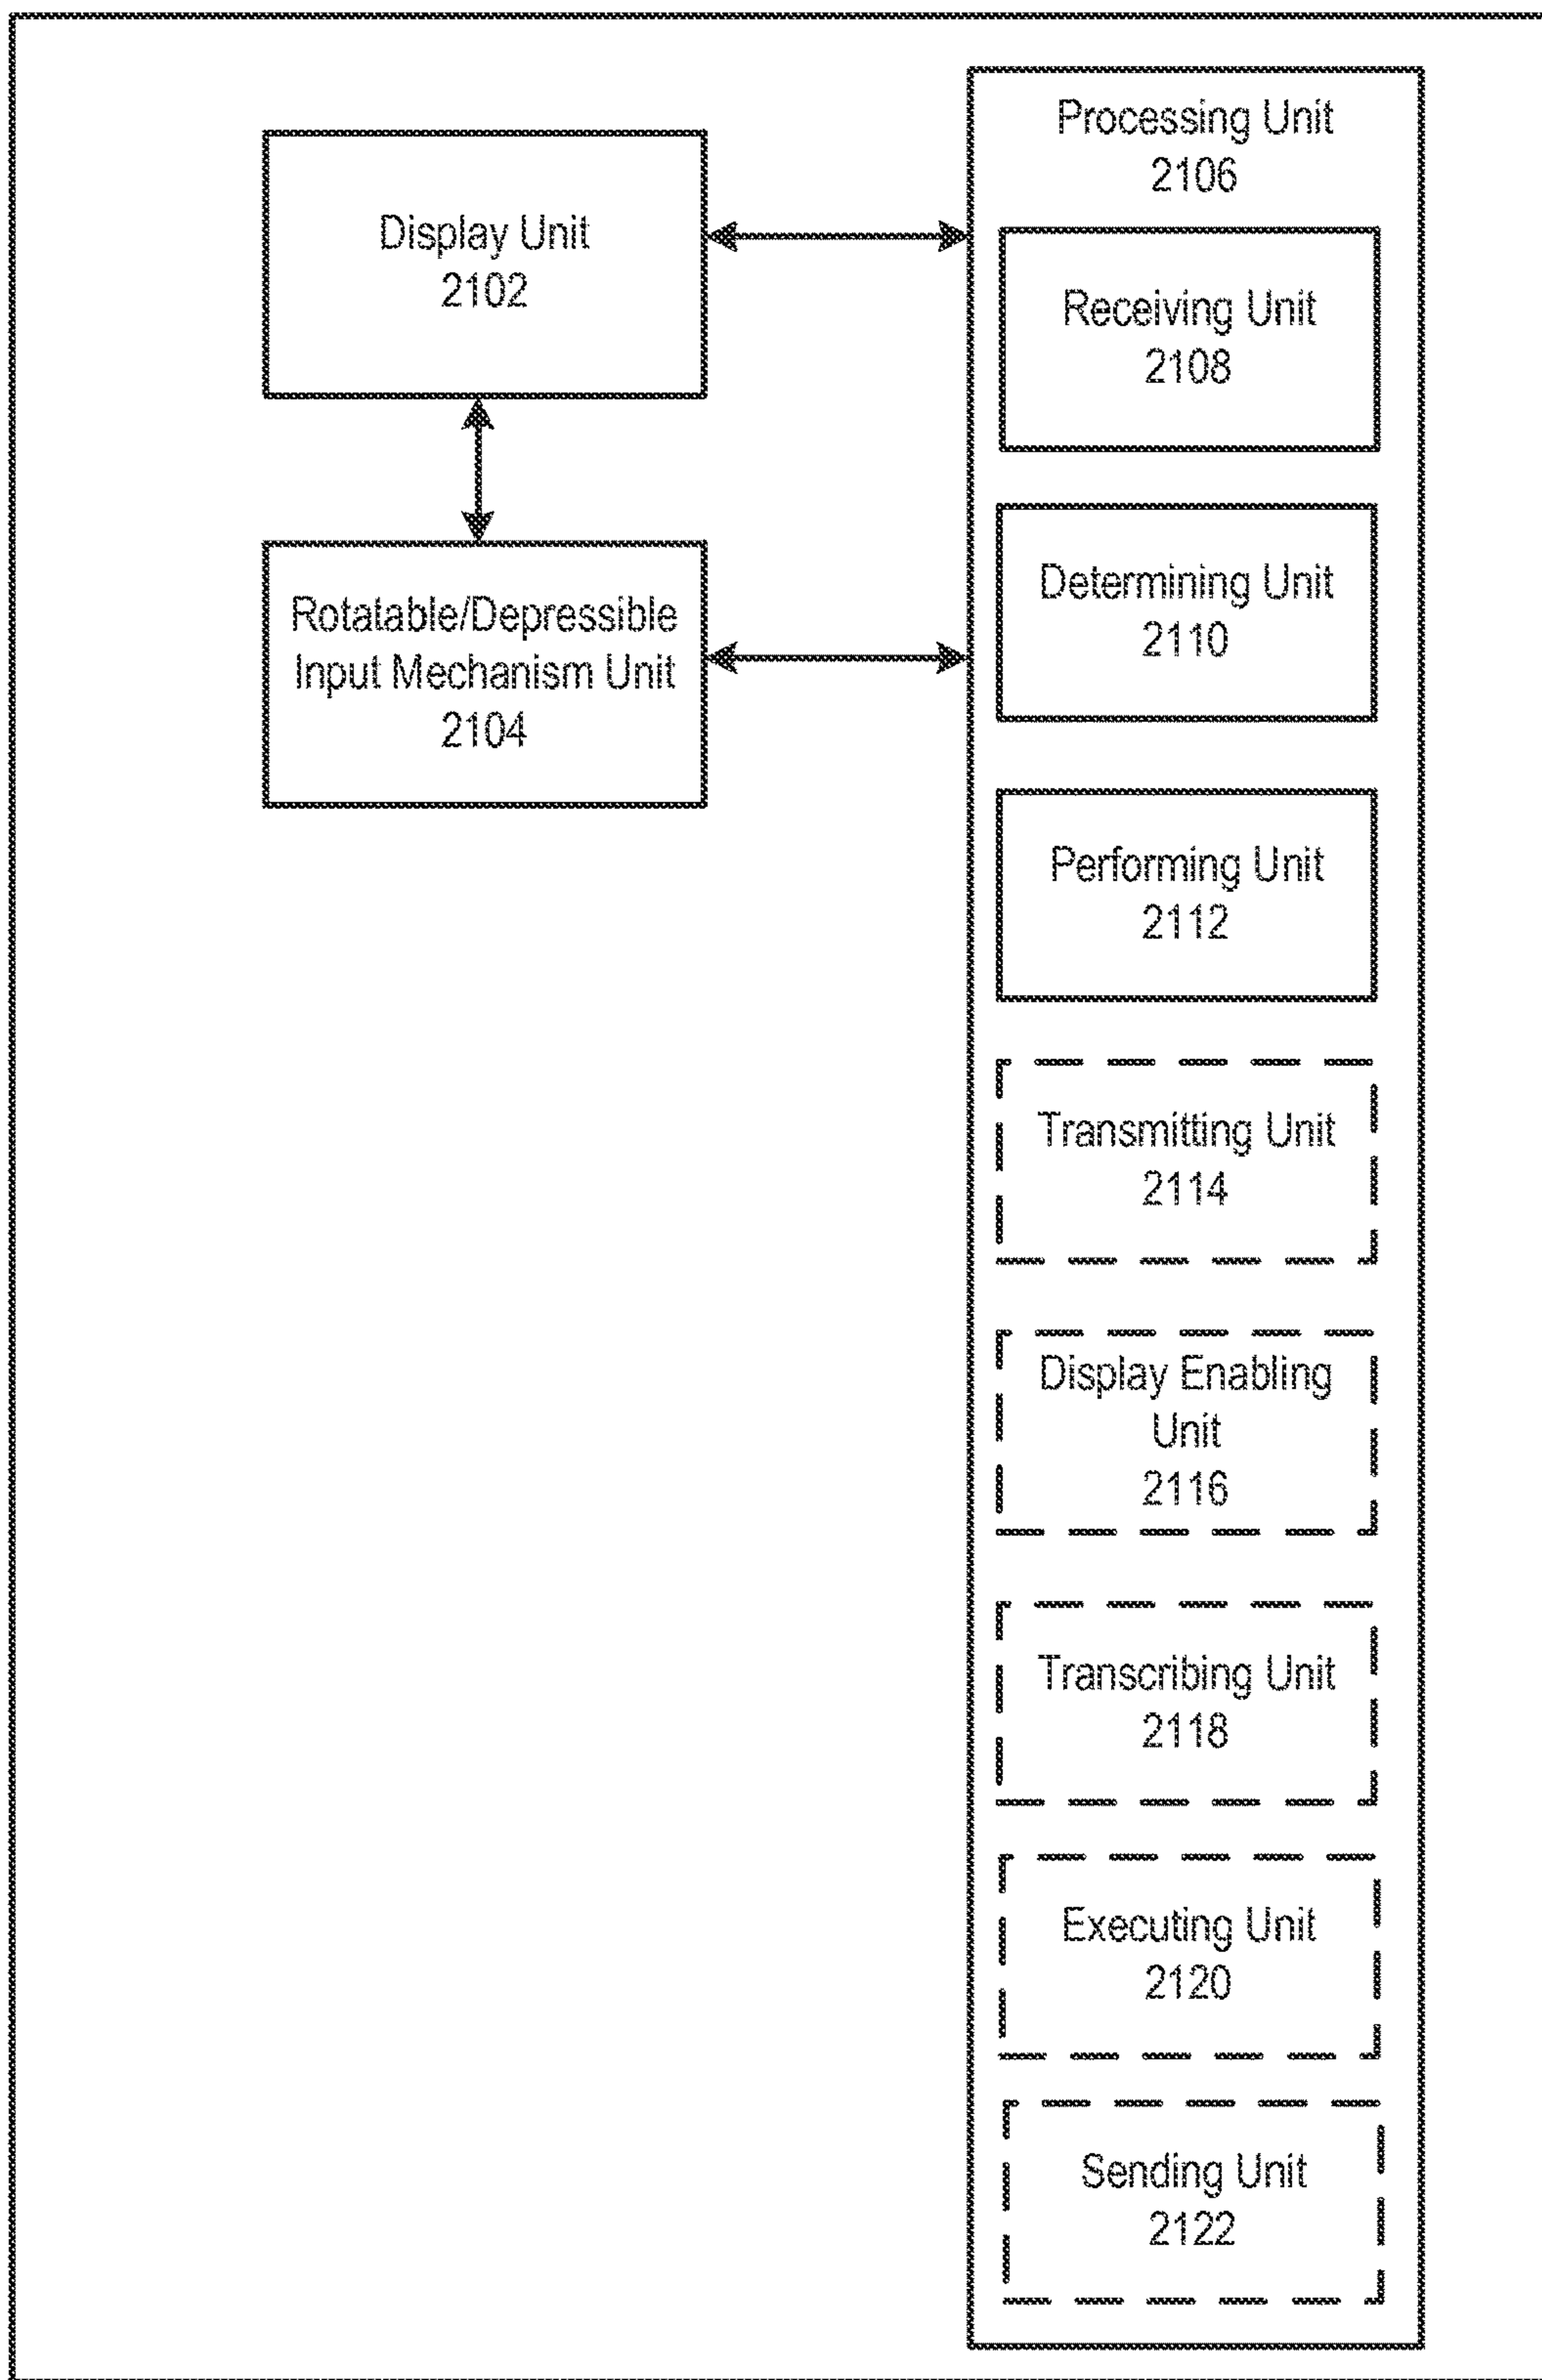 Display Unit
2102
Rotatable/Depressible
Input Mechanism Unit
2104
Processing Unit
2106
Receiving Unit
2108
Determining Unit
2110
Performing Unit
2112
Transmitting Unit
2114
Display Enabling
Unit
2116
Transcribing Unit
2118
Executing Unit
2120
Sending Unit
2122